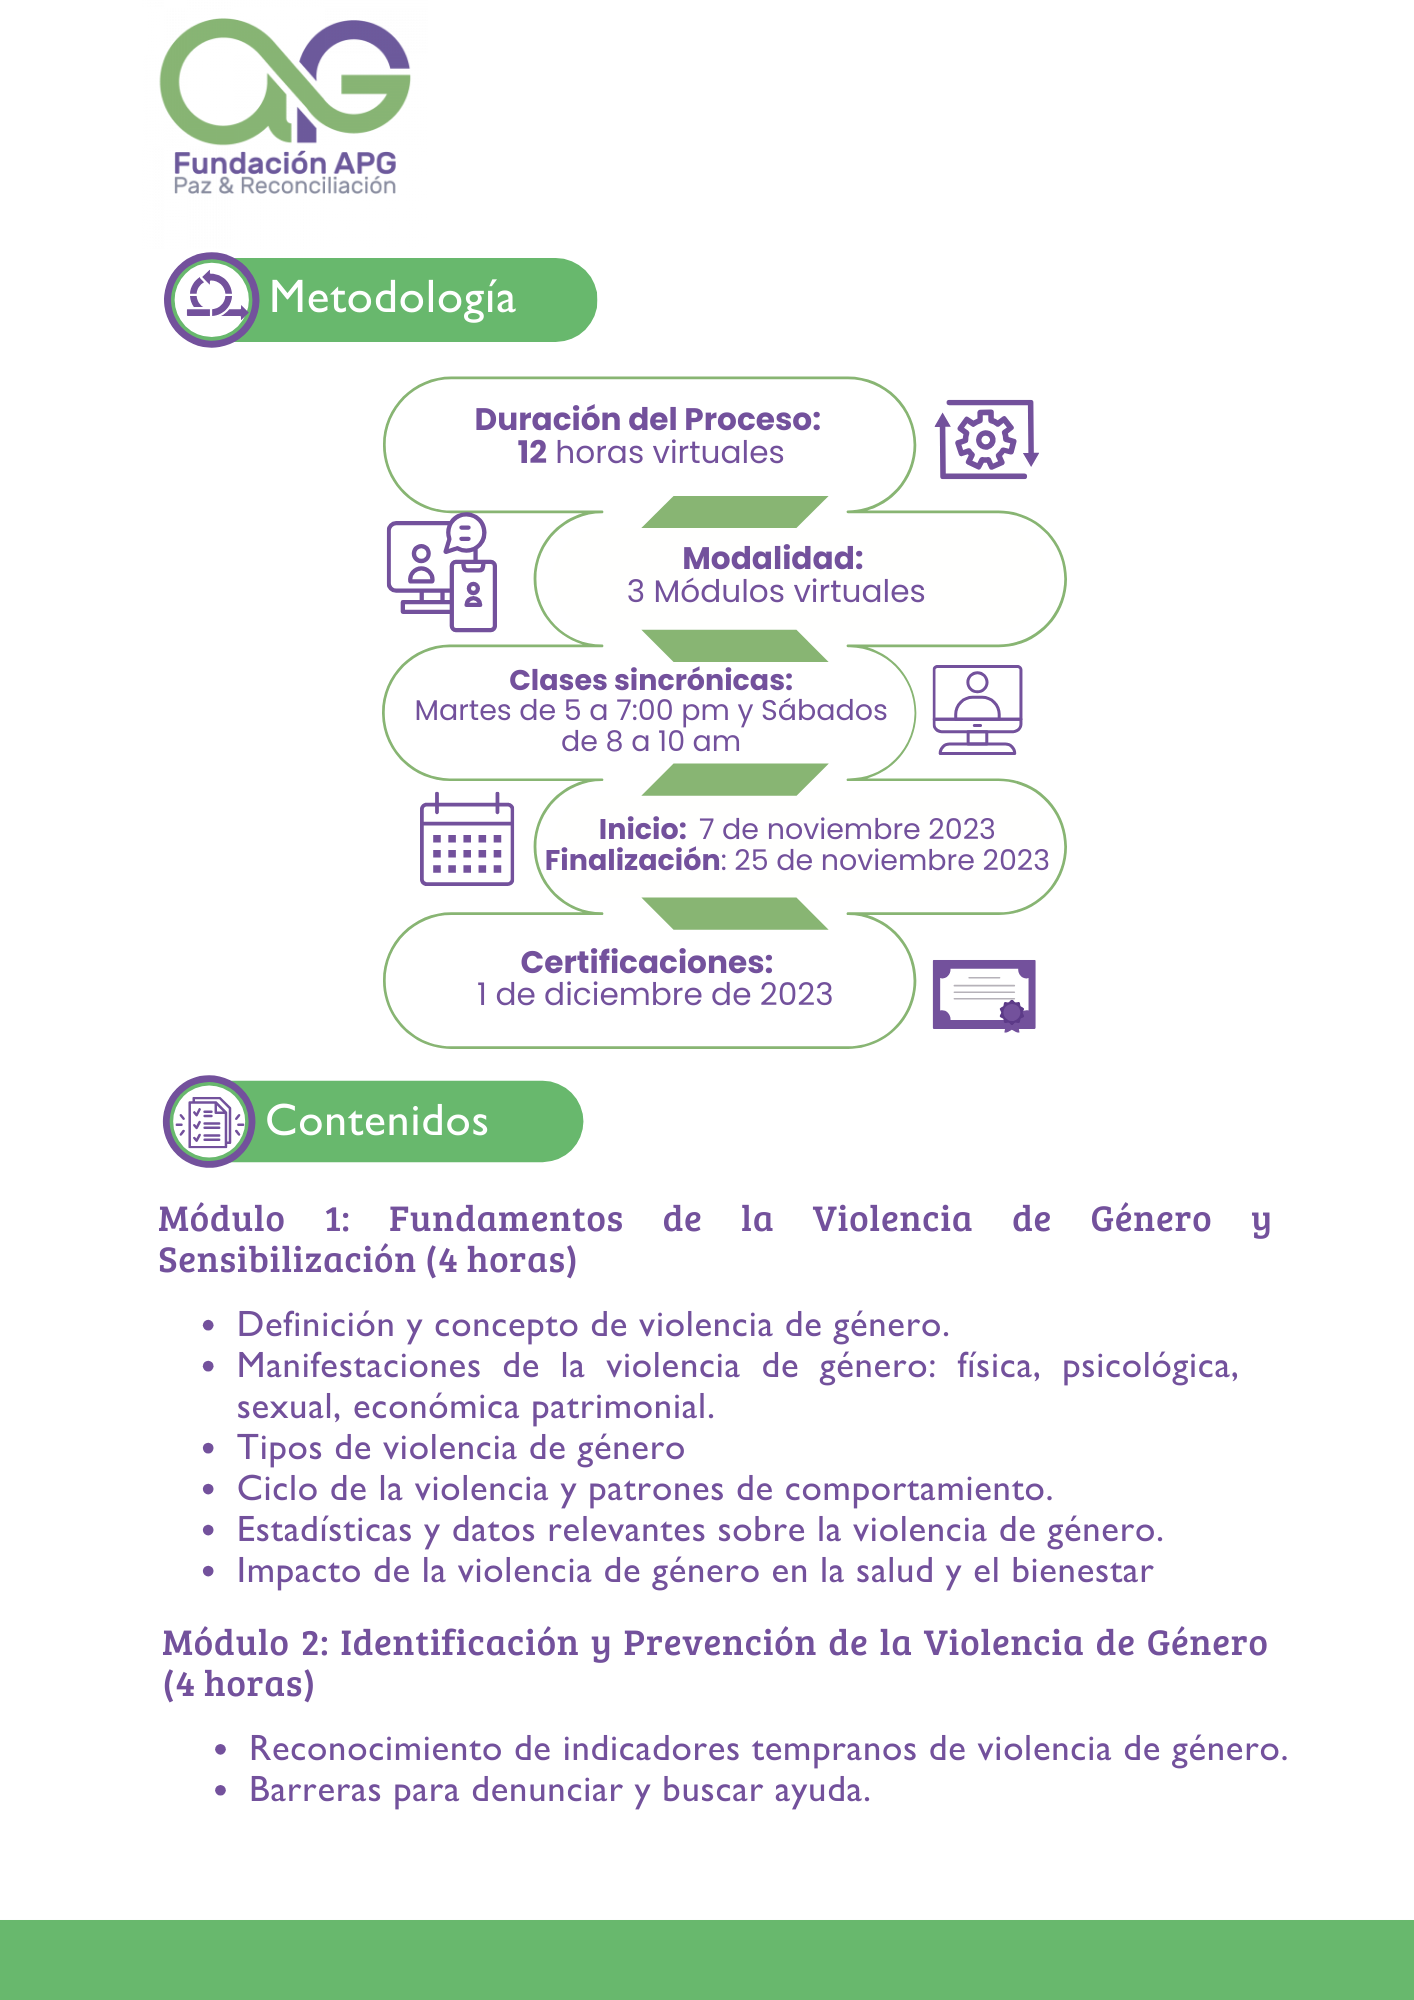 Fundación APG
Paz & Reconciliación
Metodología
Duración del Proceso:
12 horas virtuales
Modalidad:
3 Módulos virtuales
Clases sincrónicas:
Martes de 5 a 7:00 pm y Sábados
de 8 a 10 am
Inicio: 7 de noviembre 2023
Finalización: 25 de noviembre 2023
Certificaciones:
1 de diciembre de 2023
Contenidos
Módulo 1: Fundamentos de la Violencia de Género y
Sensibilización (4 horas)
• Definición y concepto de violencia de género.
• Manifestaciones de la violencia de género: física, psicológica,
sexual, económica patrimonial.
• Tipos de violencia de género
• Ciclo de la violencia y patrones de comportamiento.
• Estadísticas y datos relevantes sobre la violencia de género.
• Impacto de la violencia de género en la salud y el bienestar
Módulo 2: Identificación y Prevención de la Violencia de Género
(4 horas)
• Reconocimiento de indicadores tempranos de violencia de género.
• Barreras para denunciar y buscar ayuda.